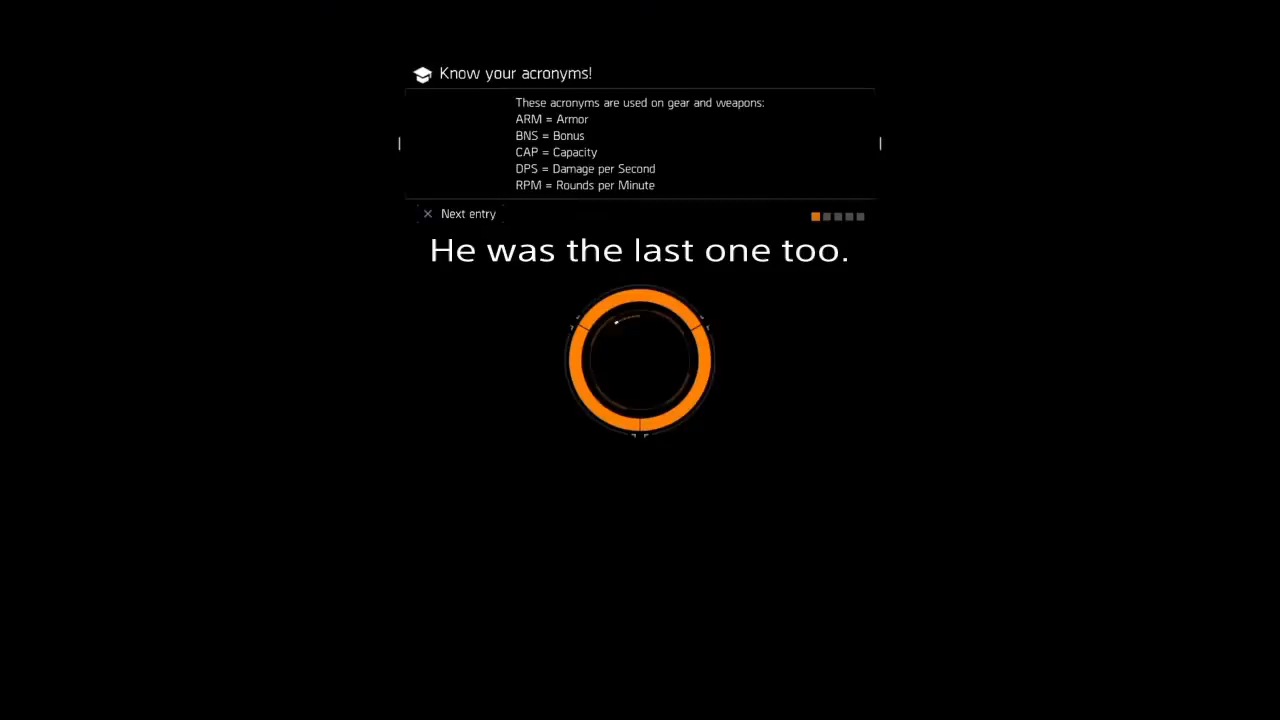 Know your acronyms!
These acronyms are used on gear and weapons:
ARM = Armor
BNS = Bonus
CAP = Capacity
DPS = Damage per Second
RPM = Rounds per Minute
Next entry
He was the last one too.